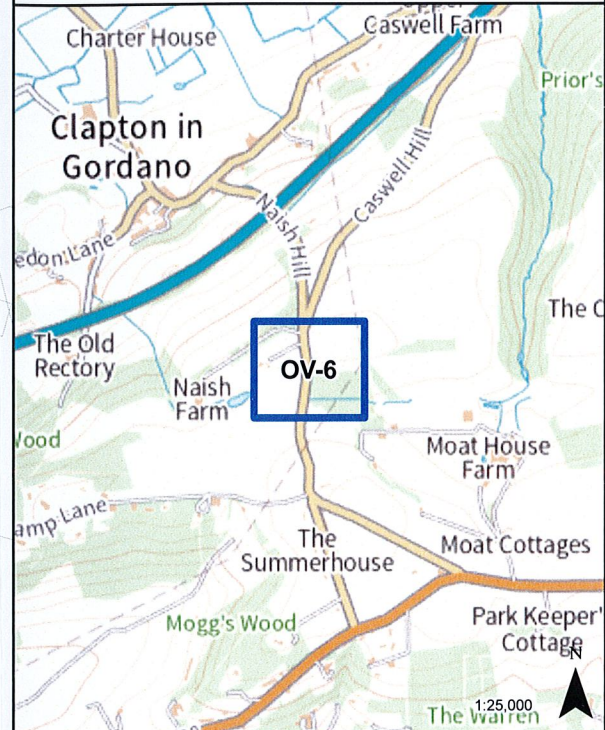 Upper
Caswell Farm
Charter House
Prior's
Clapton in
Gordano
Caswell Hill
Naish Hill
edon Lane
The C
The Old
Rectory
OV-6
Naish
Farm
Wood
Moat House
Farm
amp Lane
The
Summerhouse
Moat Cottages
Mogg's Wood
Park Keeper'
Cottage
N
1:25,000
The Warren